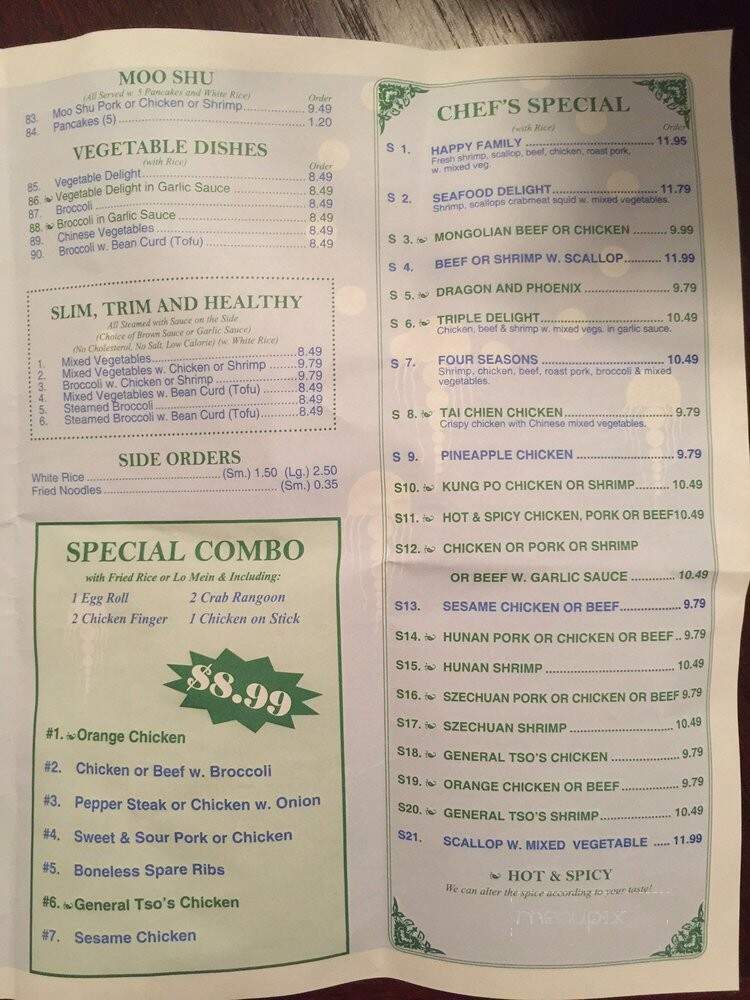 MOO SHU
(All Served w. 5 Pancakes and White Rice)
Order
83. Moo Shu Pork or Chicken or Shrimp 9.49
84. Pancakes (5) 1.20
VEGETABLE DISHES
(with Rice)
Order
85. Vegetable Delight 8.49
86. Vegetable Delight in Garlic Sauce 8.49
87. Broccoli 8.49
88. Broccoli in Garlic Sauce 8.49
89. Chinese Vegetables 8.49
90. Broccoli w. Bean Curd (Tofu) 8.49
SLIM, TRIM AND HEALTHY
All Steamed with Sauce on the Side
(Choice of Brown Sauce or Garlic Sauce)
(No Cholesterol, No Salt, Low Calorie) (w. White Rice)
1. Mixed Vegetables 8.49
2. Mixed Vegetables w. Chicken or Shrimp 9.79
3. Broccoli w. Chicken or Shrimp 9.79
4. Mixed Vegetables w. Bean Curd (Tofu) 8.49
5. Steamed Broccoli 8.49
6. Steamed Broccoli w. Bean Curd (Tofu) 8.49
SIDE ORDERS
White Rice (Sm.) 1.50 (Lg.) 2.50
Fried Noodles (Sm.) 0.35
SPECIAL COMBO
with Fried Rice or Lo Mein & Including:
1 Egg Roll 2 Crab Rangoon
2 Chicken Finger 1 Chicken on Stick
$8.99
#1. Orange Chicken
#2. Chicken or Beef w. Broccoli
#3. Pepper Steak or Chicken w. Onion
#4. Sweet & Sour Pork or Chicken
#5. Boneless Spare Ribs
#6. General Tso's Chicken
#7. Sesame Chicken
CHEF'S SPECIAL
(with Rice)
Order
S 1. HAPPY FAMILY 11.95
Fresh shrimp, scallop, beef, chicken, roast pork,
w. mixed veg.
S 2. SEAFOOD DELIGHT 11.79
Shrimp, scallops crabmeat squid w. mixed vegetables.
S 3. MONGOLIAN BEEF OR CHICKEN 9.99
S 4. BEEF OR SHRIMP W. SCALLOP 11.99
S 5. DRAGON AND PHOENIX 9.79
S 6. TRIPLE DELIGHT 10.49
Chicken, beef & shrimp w. mixed vegs. in garlic sauce.
S 7. FOUR SEASONS 10.49
Shrimp, chicken, beef, roast pork, broccoli & mixed
vegetables.
S 8. TAI CHIEN CHICKEN 9.79
Crispy chicken with Chinese mixed vegetables.
S 9. PINEAPPLE CHICKEN 9.79
S10. KUNG PO CHICKEN OR SHRIMP 10.49
S11. HOT & SPICY CHICKEN, PORK OR BEEF 10.49
S12. CHICKEN OR PORK OR SHRIMP
OR BEEF W. GARLIC SAUCE 10.49
S13. SESAME CHICKEN OR BEEF 9.79
S14. HUNAN PORK OR CHICKEN OR BEEF 9.79
S15. HUNAN SHRIMP 10.49
S16. SZECHUAN PORK OR CHICKEN OR BEEF 9.79
S17. SZECHUAN SHRIMP 10.49
S18. GENERAL TSO'S CHICKEN 9.79
S19. ORANGE CHICKEN OR BEEF 9.79
S20. GENERAL TSO'S SHRIMP 10.49
S21. SCALLOP W. MIXED VEGETABLE 11.99
HOT & SPICY
We can alter the spice according to your taste!
menupix